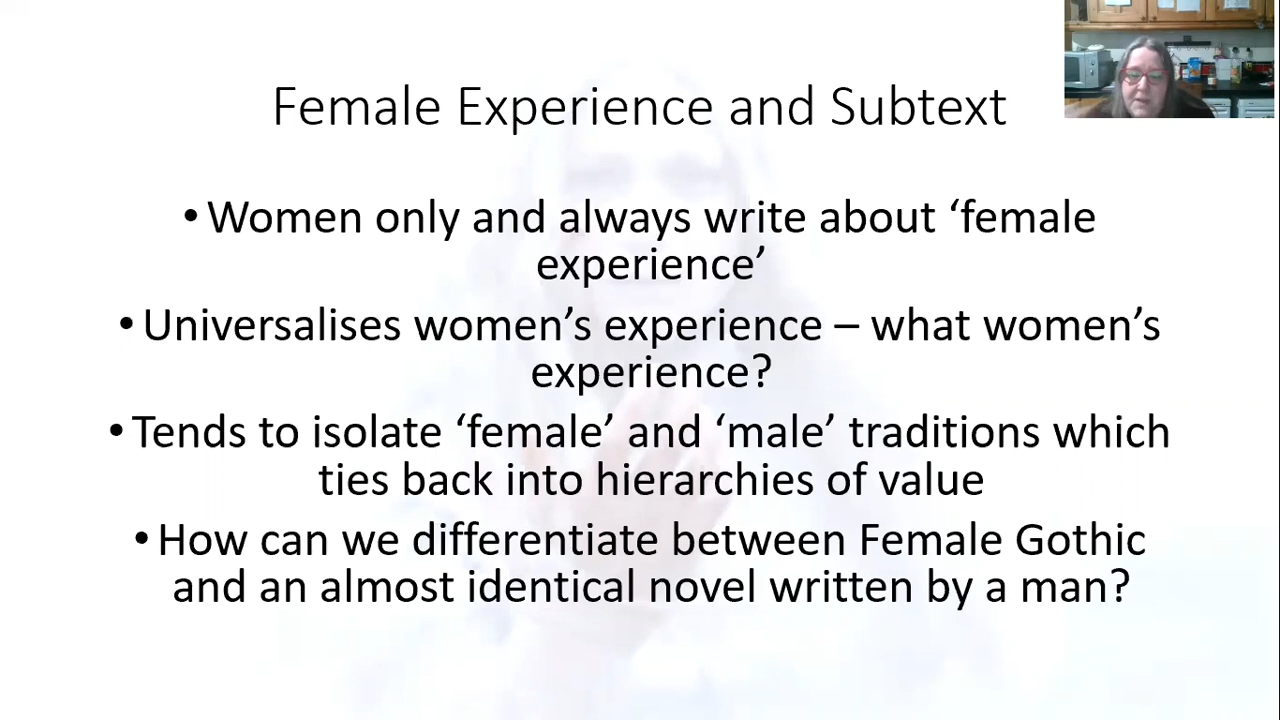 Female Experience and Subtext
• Women only and always write about ‘female
experience’
• Universalises women’s experience – what women’s
experience?
• Tends to isolate ‘female’ and ‘male’ traditions which
ties back into hierarchies of value
• How can we differentiate between Female Gothic
and an almost identical novel written by a man?